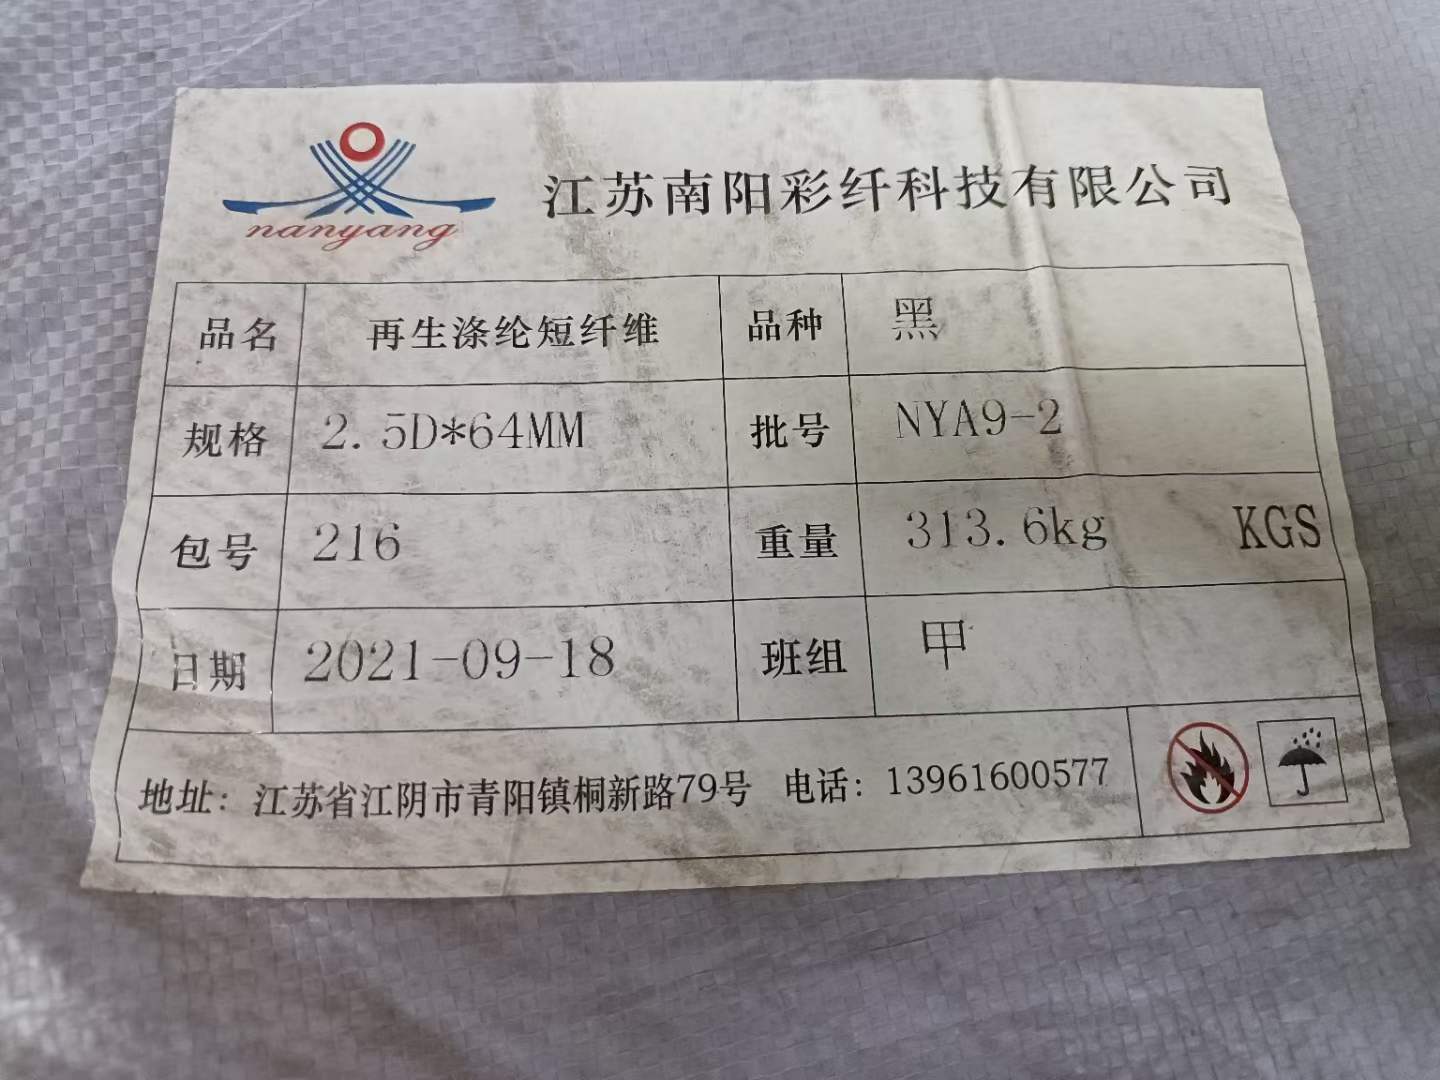 nanyang
江苏南阳彩纤科技有限公司
品名 再生涤纶短纤维 品种 黑
规格 2.5D*64MM 批号 NYA9-2
包号 216 重量 313.6kg KGS
日期 2021-09-18 班组 甲
地址：江苏省江阴市青阳镇桐新路79号 电话：13961600577